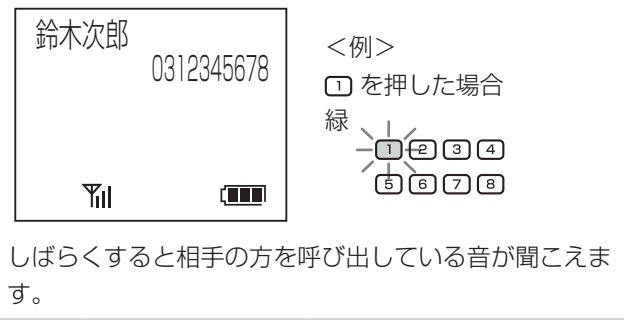 鈴木次郎
0312345678
<例>
1 を押した場合
緑
1 2 3 4
5 6 7 8
しばらくすると相手の方を呼び出している音が聞こえま
す。